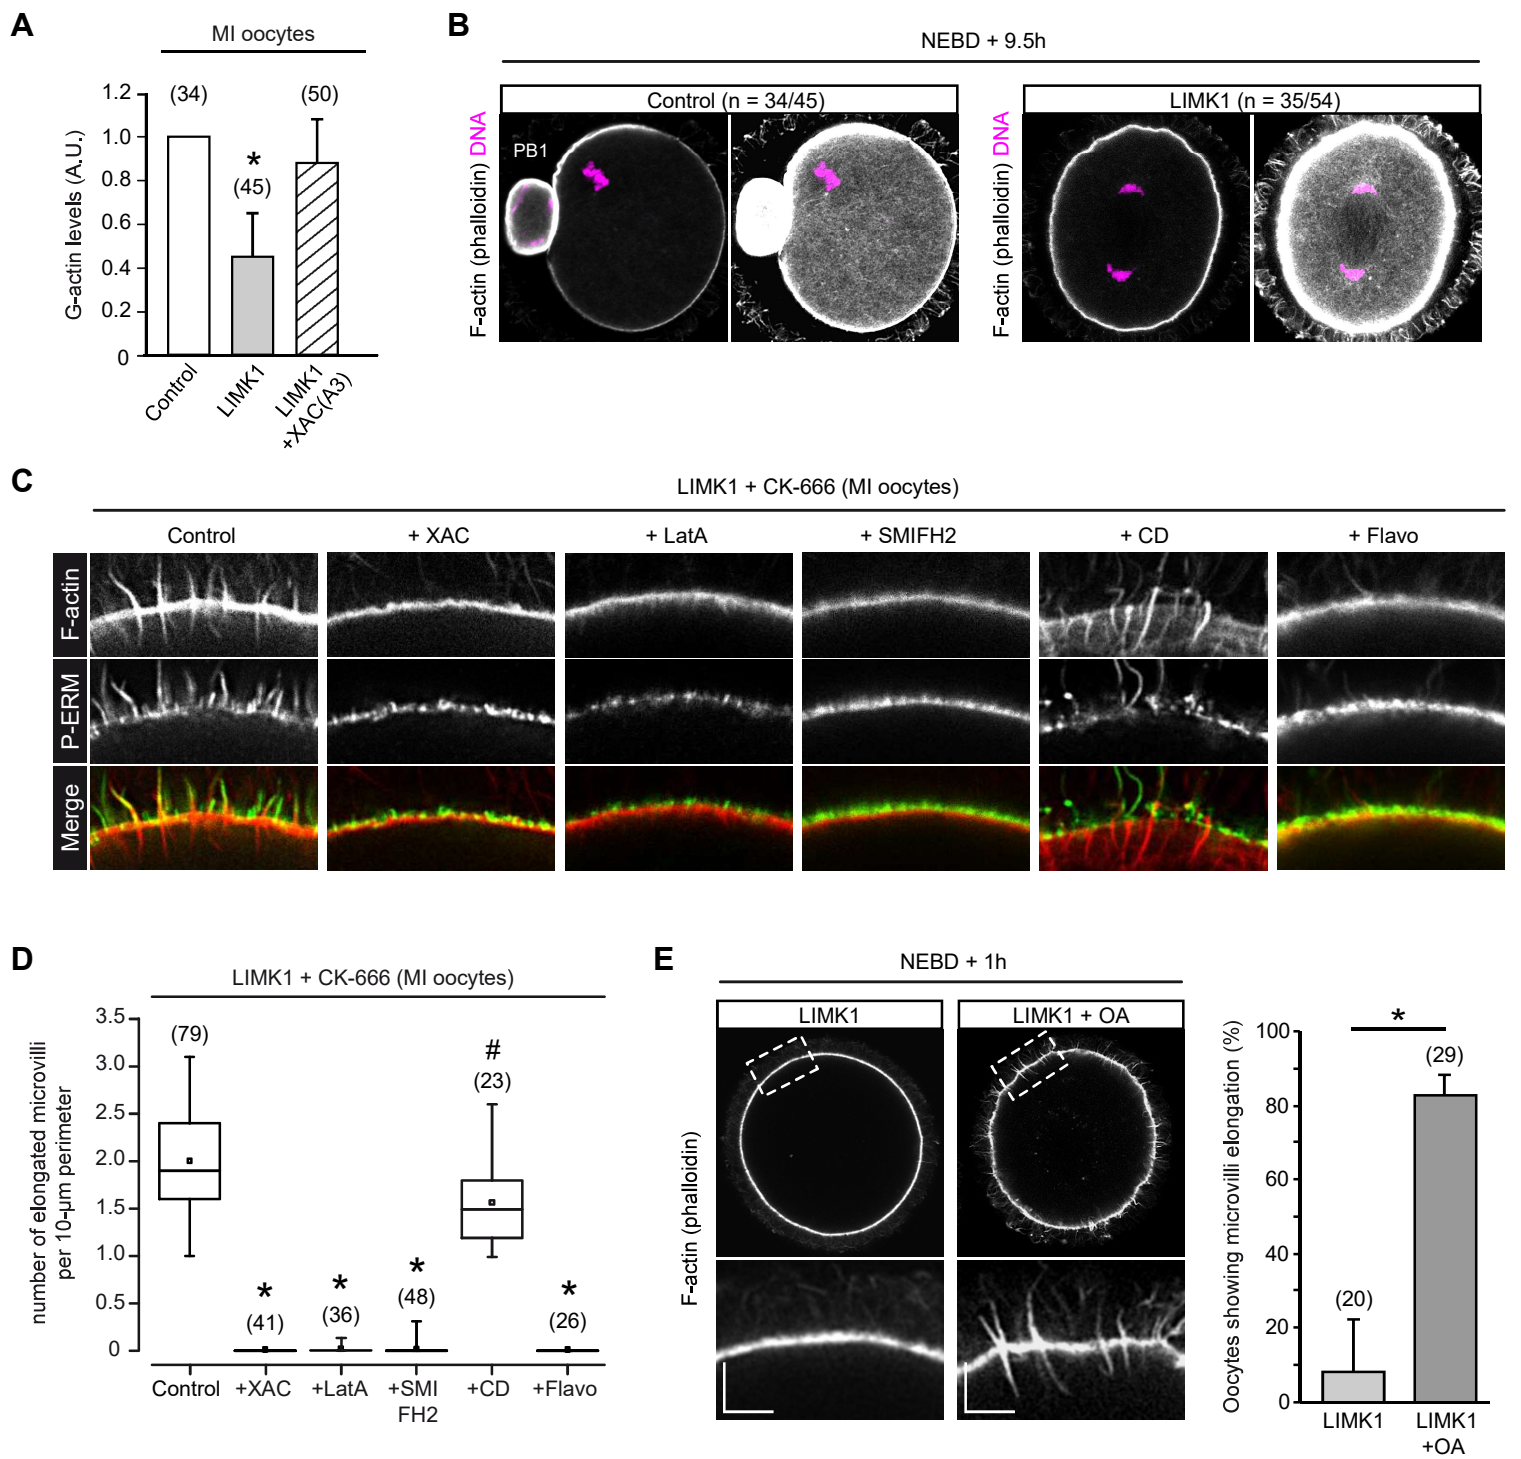 A
MI oocytes
G-actin levels (A.U.)
1.2
1.0
0.8
0.6
0.4
0.2
0
(34)
*
(45)
(50)
Control
LIMK1
LIMK1
+XAC(A3)
B
NEBD + 9.5h
F-actin (phalloidin) DNA
Control (n = 34/45)
PB1
F-actin (phalloidin) DNA
LIMK1 (n = 35/54)
C
LIMK1 + CK-666 (MI oocytes)
Control
+ XAC
+ LatA
+ SMIFH2
+ CD
+ Flavo
F-actin
P-ERM
Merge
D
LIMK1 + CK-666 (MI oocytes)
number of elongated microvilli
per 10-μm perimeter
3.5
3.0
2.5
2.0
1.5
1.0
0.5
0
(79)
*
(41)
*
(36)
*
(48)
#
(23)
*
(26)
Control
+XAC
+LatA
+SMI
FH2
+CD
+Flavo
E
NEBD + 1h
F-actin (phalloidin)
LIMK1
LIMK1 + OA
Oocytes showing microvilli elongation (%)
100
80
60
40
20
0
*
(20)
(29)
LIMK1
LIMK1
+OA